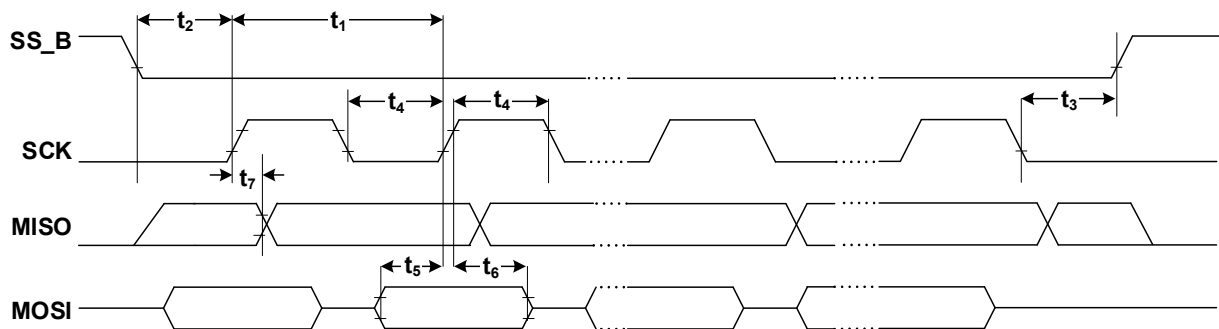 t₂
t₁
SS_B
t₄
t₄
t₃
SCK
t₇
MISO
t₅
t₆
MOSI